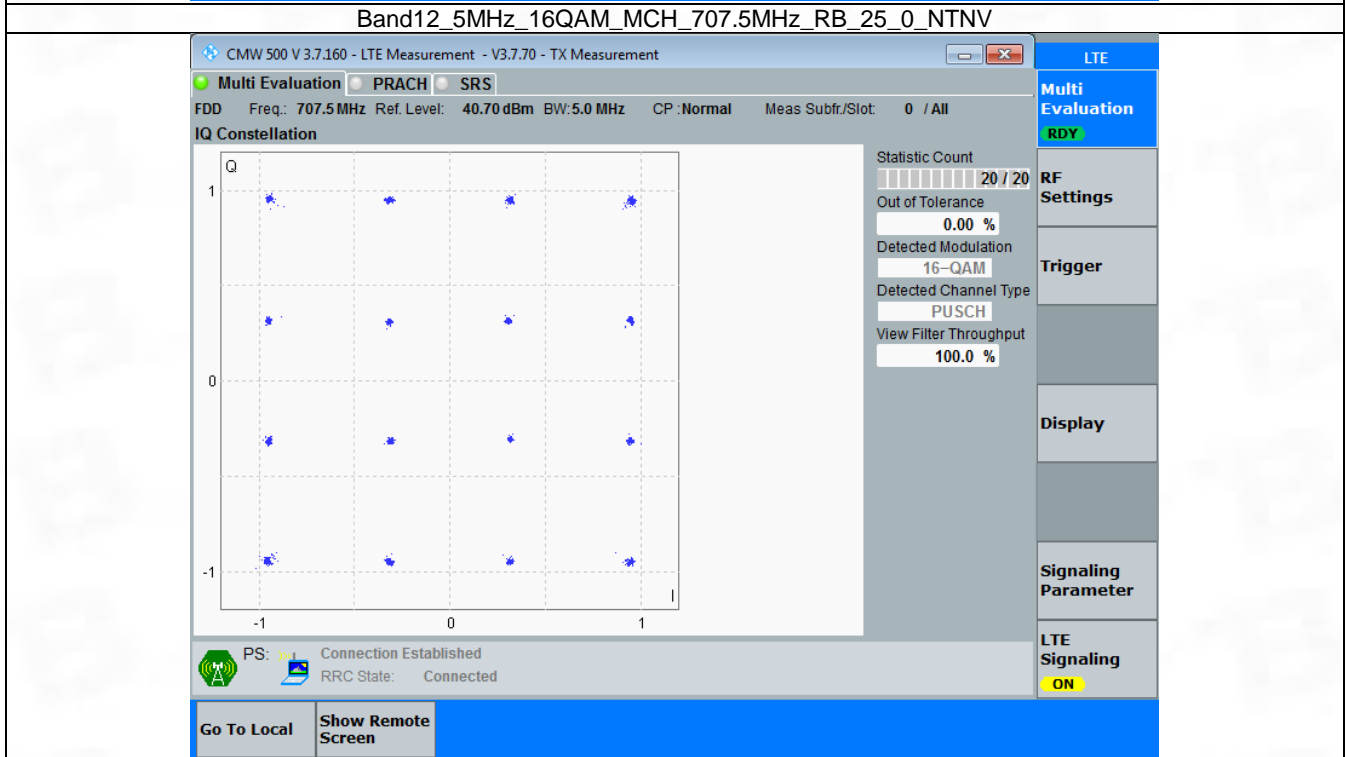 Band12_5MHz_16QAM_MCH_707.5MHz_RB_25_0_NTNV
CMW 500 V 3.7.160 - LTE Measurement - V3.7.70 - TX Measurement
LTE
Multi Evaluation PRACH SRS
Multi Evaluation
RDY
FDD Freq.: 707.5 MHz Ref. Level: 40.70 dBm BW: 5.0 MHz CP : Normal Meas Subfr./Slot: 0 / All
IQ Constellation
Q
1
0
-1
I
-1 0 1
Statistic Count
20 / 20
Out of Tolerance
0.00 %
Detected Modulation
16-QAM
Detected Channel Type
PUSCH
View Filter Throughput
100.0 %
RF
Settings
Trigger
Display
Signaling
Parameter
LTE
Signaling
ON
PS: Connection Established
RRC State: Connected
Go To Local
Show Remote
Screen